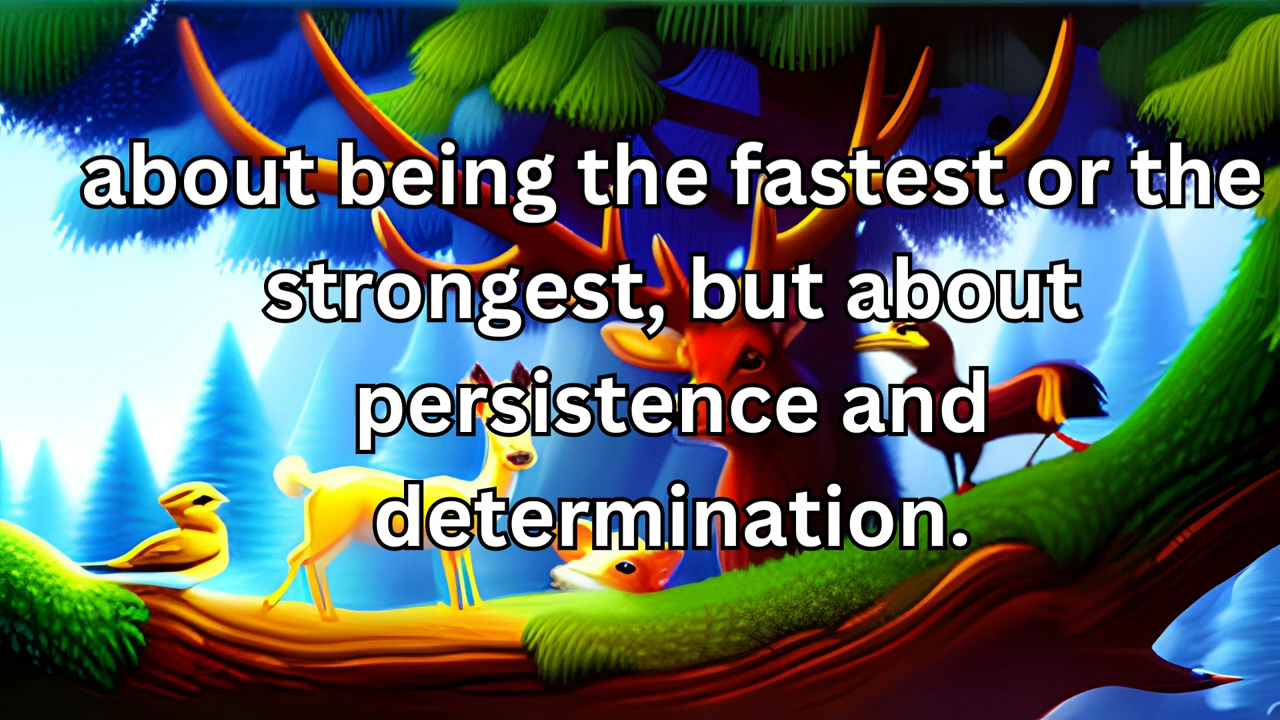 about being the fastest or the
strongest, but about
persistence and
determination.